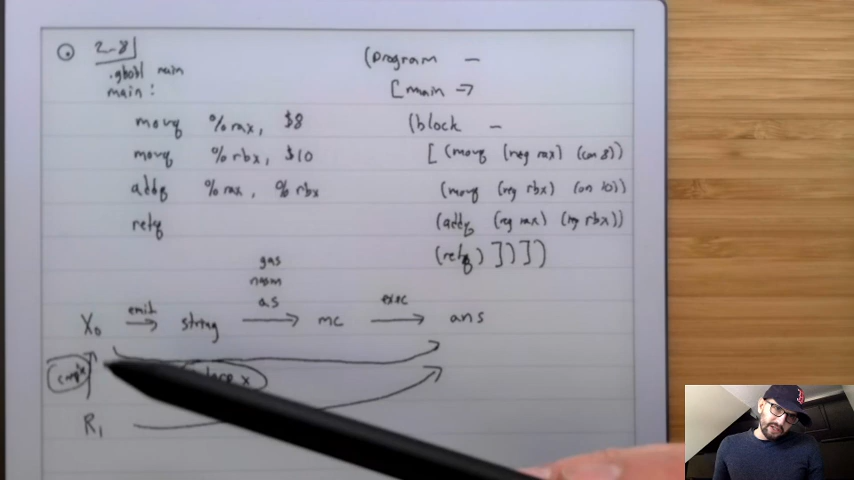 2-8
.globl main
main:
movq %rax, $8
movq %rbx, $10
addq %rax, %rbx
retq
(program —
[main →
(block —
[(movq (reg rax) (con 8))
(movq (reg rbx) (con 10))
(addq (reg rax) (reg rbx))
(retq)])])
gas
nasm
as
X0 emit → string → mc exec → ans
R1